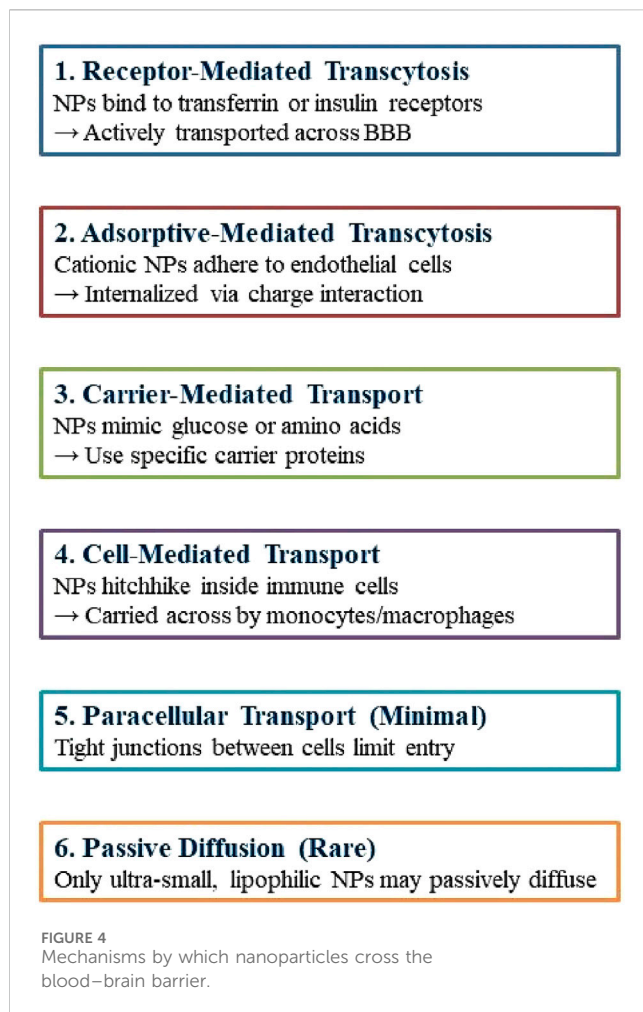 1. Receptor-Mediated Transcytosis
NPs bind to transferrin or insulin receptors
→ Actively transported across BBB
2. Adsorptive-Mediated Transcytosis
Cationic NPs adhere to endothelial cells
→ Internalized via charge interaction
3. Carrier-Mediated Transport
NPs mimic glucose or amino acids
→ Use specific carrier proteins
4. Cell-Mediated Transport
NPs hitchhike inside immune cells
→ Carried across by monocytes/macrophages
5. Paracellular Transport (Minimal)
Tight junctions between cells limit entry
6. Passive Diffusion (Rare)
Only ultra-small, lipophilic NPs may passively diffuse
FIGURE 4
Mechanisms by which nanoparticles cross the
blood–brain barrier.